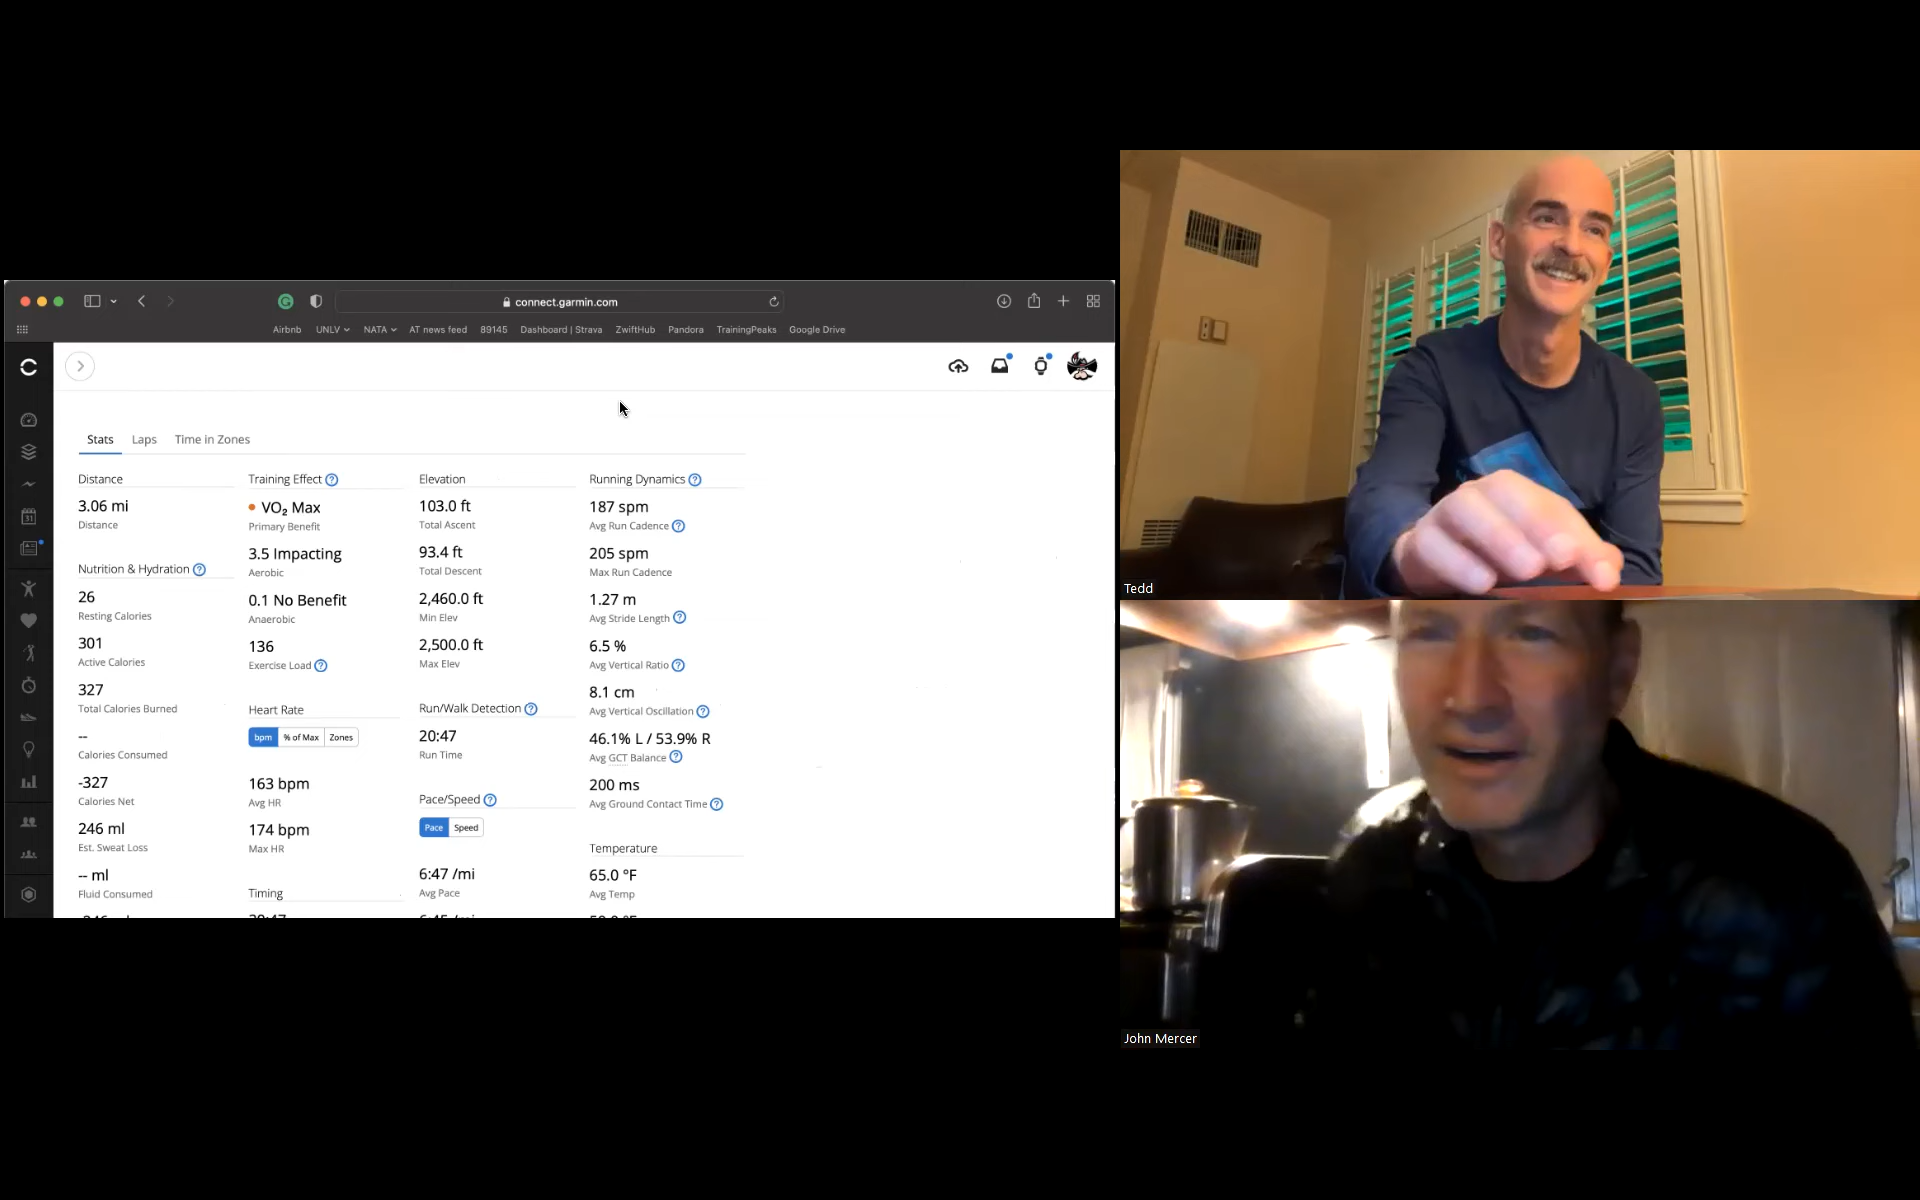 connect.garmin.com
Airbnb UNLV NATA AT news feed 89145 Dashboard | Strava ZwiftHub Pandora TrainingPeaks Google Drive
Stats Laps Time in Zones
Distance
3.06 mi
Distance
Nutrition & Hydration
26
Resting Calories
301
Active Calories
327
Total Calories Burned
--
Calories Consumed
-327
Calories Net
246 ml
Est. Sweat Loss
-- ml
Fluid Consumed
Training Effect
VO₂ Max
Primary Benefit
3.5 Impacting
Aerobic
0.1 No Benefit
Anaerobic
136
Exercise Load
Heart Rate
bpm % of Max Zones
163 bpm
Avg HR
174 bpm
Max HR
Timing
Elevation
103.0 ft
Total Ascent
93.4 ft
Total Descent
2,460.0 ft
Min Elev
2,500.0 ft
Max Elev
Run/Walk Detection
20:47
Run Time
Pace/Speed
Pace Speed
6:47 /mi
Avg Pace
Running Dynamics
187 spm
Avg Run Cadence
205 spm
Max Run Cadence
1.27 m
Avg Stride Length
6.5 %
Avg Vertical Ratio
8.1 cm
Avg Vertical Oscillation
46.1% L / 53.9% R
Avg GCT Balance
200 ms
Avg Ground Contact Time
Temperature
65.0 °F
Avg Temp
Tedd
John Mercer